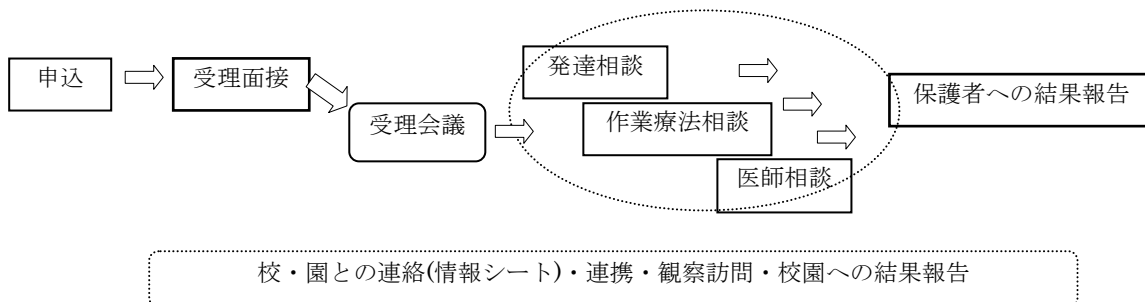 申込
受理面接
受理会議
発達相談
作業療法相談
医師相談
保護者への結果報告
校・園との連絡(情報シート)・連携・観察訪問・校園への結果報告